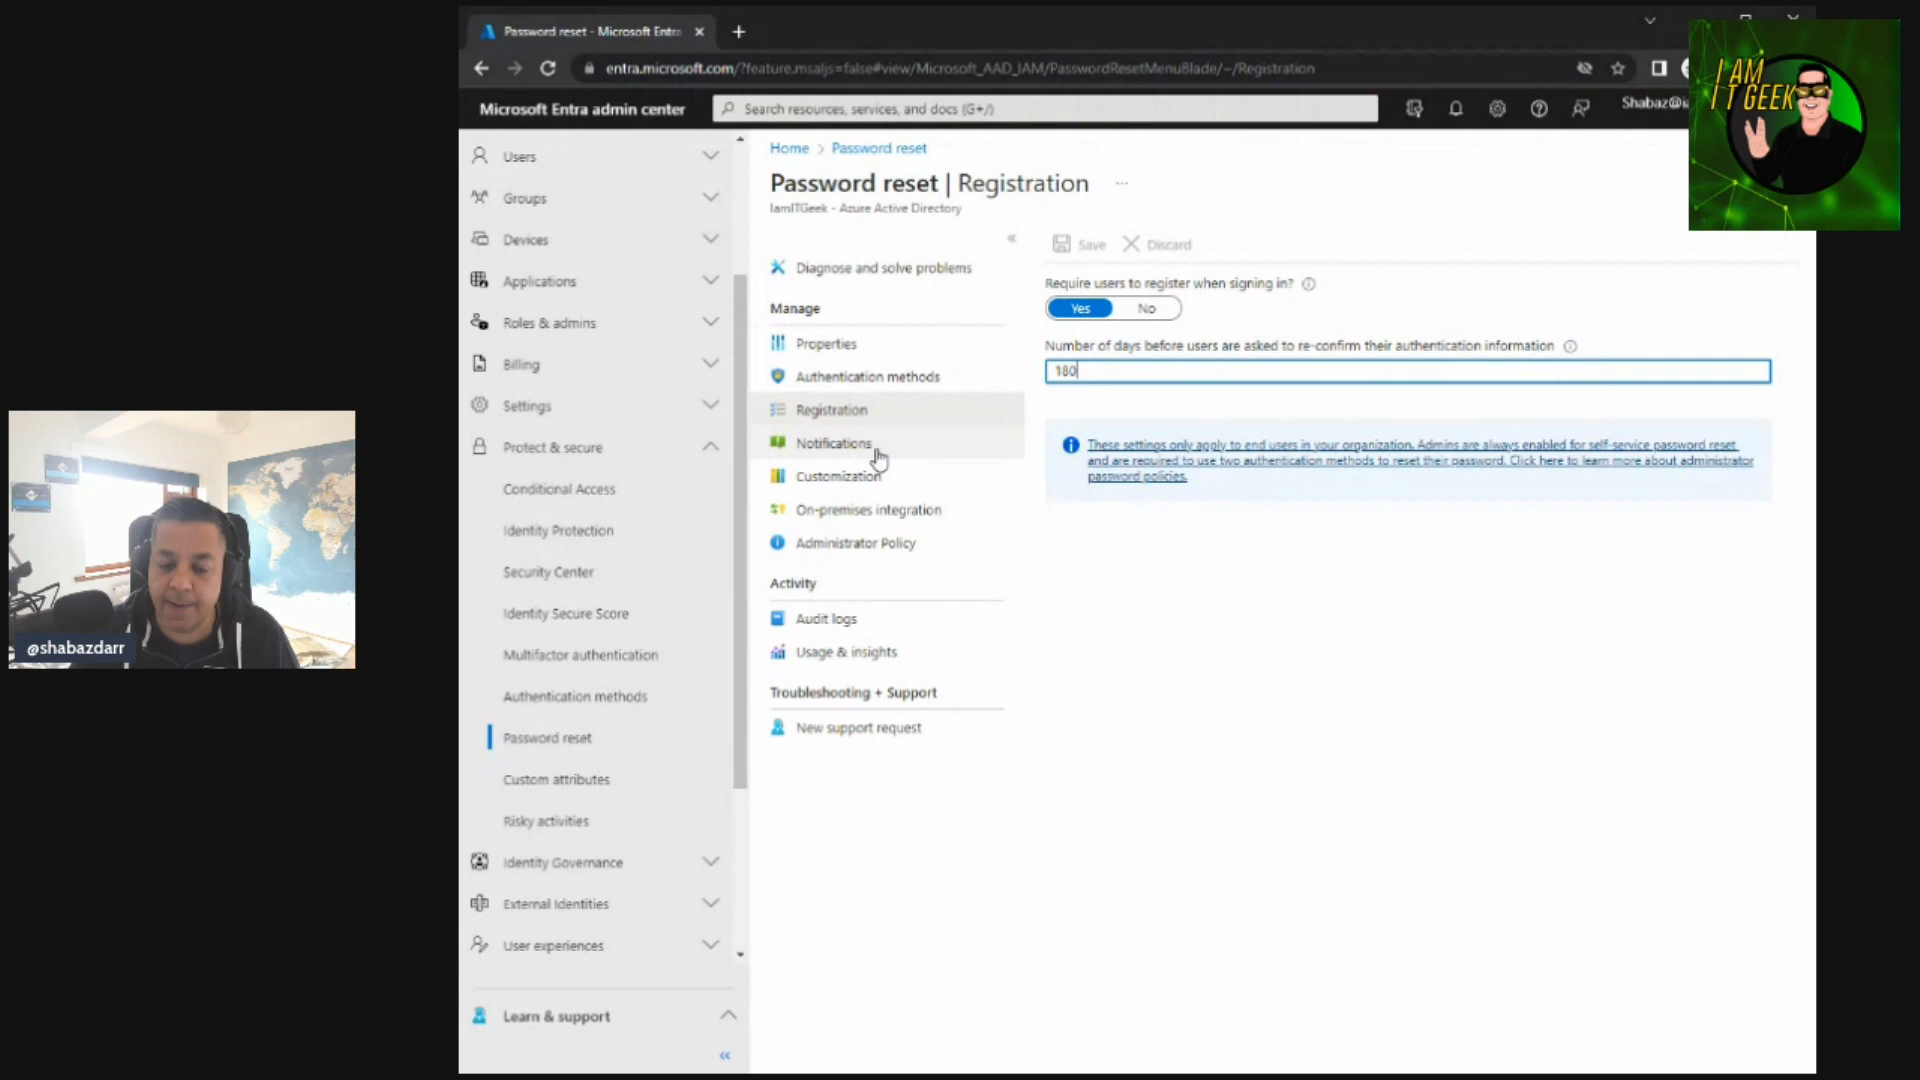 Password reset - Microsoft Entra
entra.microsoft.com/?feature.msaljs=false#view/Microsoft_AAD_IAM/PasswordResetMenuBlade/~/Registration
Microsoft Entra admin center
Search resources, services, and docs (G+/)
Shabaz@ia
I AM
IT GEEK
Users
Groups
Devices
Applications
Roles & admins
Billing
Settings
Protect & secure
Conditional Access
Identity Protection
Security Center
Identity Secure Score
Multifactor authentication
Authentication methods
Password reset
Custom attributes
Risky activities
Identity Governance
External Identities
User experiences
Learn & support
Home > Password reset
Password reset | Registration
IamITGeek - Azure Active Directory
Diagnose and solve problems
Manage
Properties
Authentication methods
Registration
Notifications
Customization
On-premises integration
Administrator Policy
Activity
Audit logs
Usage & insights
Troubleshooting + Support
New support request
Save
Discard
Require users to register when signing in?
Yes
No
Number of days before users are asked to re-confirm their authentication information
180
These settings only apply to end users in your organization. Admins are always enabled for self-service password reset
and are required to use two authentication methods to reset their password. Click here to learn more about administrator
password policies.
@shabazdarr